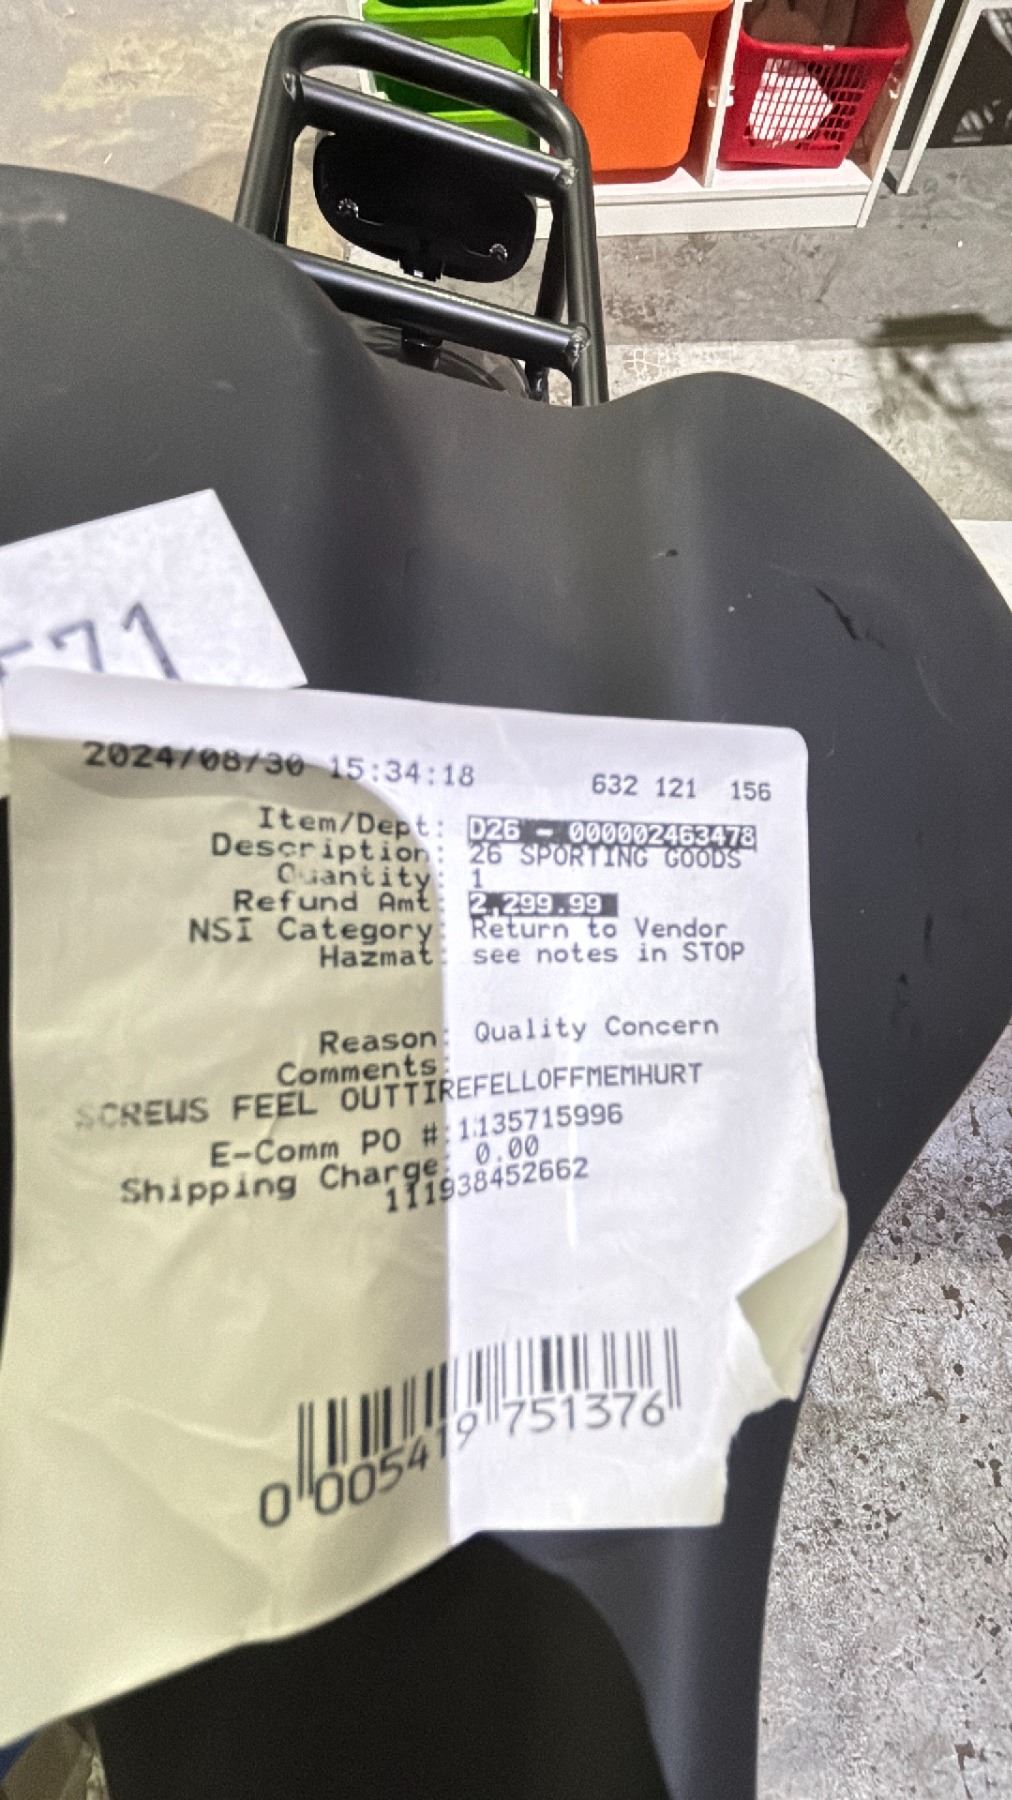 571
2024/08/30 15:34:18 632 121 156
Item/Dept: D26 - 000002463478
Description: 26 SPORTING GOODS
Quantity: 1
Refund Amt: 2,299.99
NSI Category: Return to Vendor
Hazmat: see notes in STOP
Reason: Quality Concern
Comments:
SCREWS FEEL OUTTIREFELLOFFMEMHURT
E-Comm PO #:1135715996
Shipping Charge: 0.00
111938452662
0 005419 751376